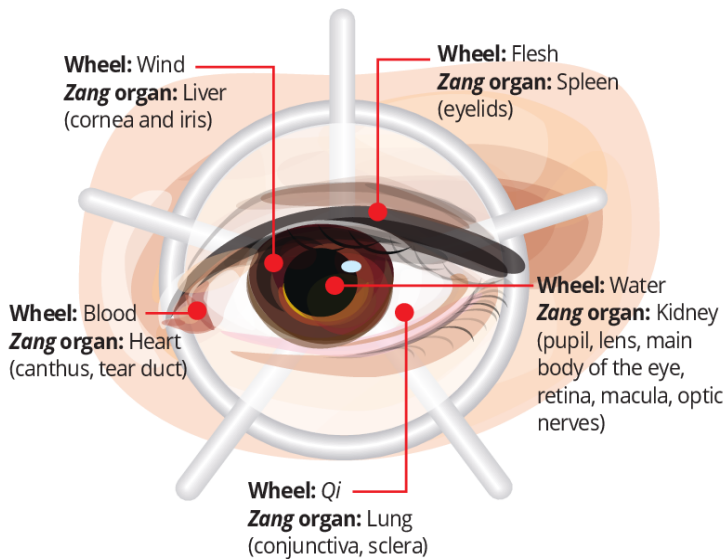 Wheel: Wind
Zang organ: Liver
(cornea and iris)
Wheel: Flesh
Zang organ: Spleen
(eyelids)
Wheel: Blood
Zang organ: Heart
(canthus, tear duct)
Wheel: Water
Zang organ: Kidney
(pupil, lens, main
body of the eye,
retina, macula, optic
nerves)
Wheel: Qi
Zang organ: Lung
(conjunctiva, sclera)